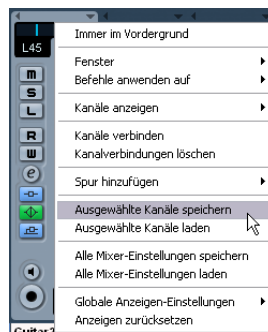 L45
Immer im Vordergrund
Fenster
Befehle anwenden auf
m
S
L
Kanäle anzeigen
R
W
Kanäle verbinden
Kanalverbindungen löschen
e
Spur hinzufügen
Ausgewählte Kanäle speichern
Ausgewählte Kanäle laden
Alle Mixer-Einstellungen speichern
Alle Mixer-Einstellungen laden
Globale Anzeigen-Einstellungen
Anzeigen zurücksetzen